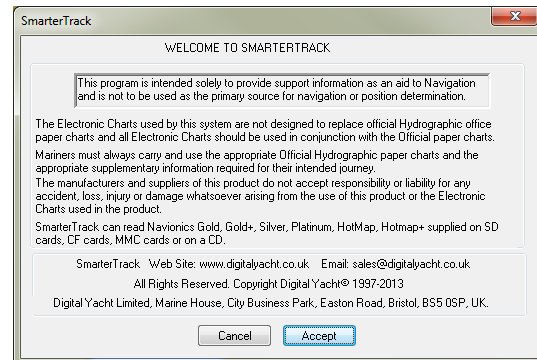 SmarterTrack
WELCOME TO SMARTERTRACK
This program is intended solely to provide support information as an aid to Navigation
and is not to be used as the primary source for navigation or position determination.
The Electronic Charts used by this system are not designed to replace official Hydrographic office
paper charts and all Electronic Charts should be used in conjunction with the Official paper charts.
Mariners must always carry and use the appropriate Official Hydrographic paper charts and the
appropriate supplementary information required for their intended journey.
The manufacturers and suppliers of this product do not accept responsibility or liability for any
accident, loss, injury or damage whatsoever arising from the use of this product or the Electronic
Charts used in the product.
SmarterTrack can read Navionics Gold, Gold+, Silver, Platinum, HotMap, Hotmap+ supplied on SD
cards, CF cards, MMC cards or on a CD.
SmarterTrack Web Site: www.digitalyacht.co.uk Email: sales@digitalyacht.co.uk
All Rights Reserved. Copyright Digital Yacht© 1997-2013
Digital Yacht Limited, Marine House, City Business Park, Easton Road, Bristol, BS5 0SP, UK.
Cancel Accept